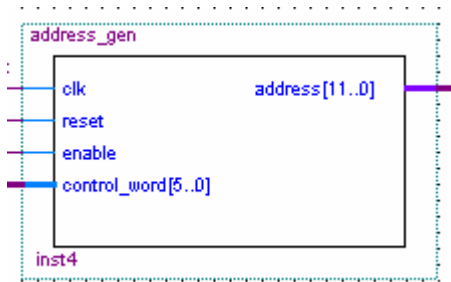 address_gen
clk address[11..0]
reset
enable
control_word[5..0]
inst4